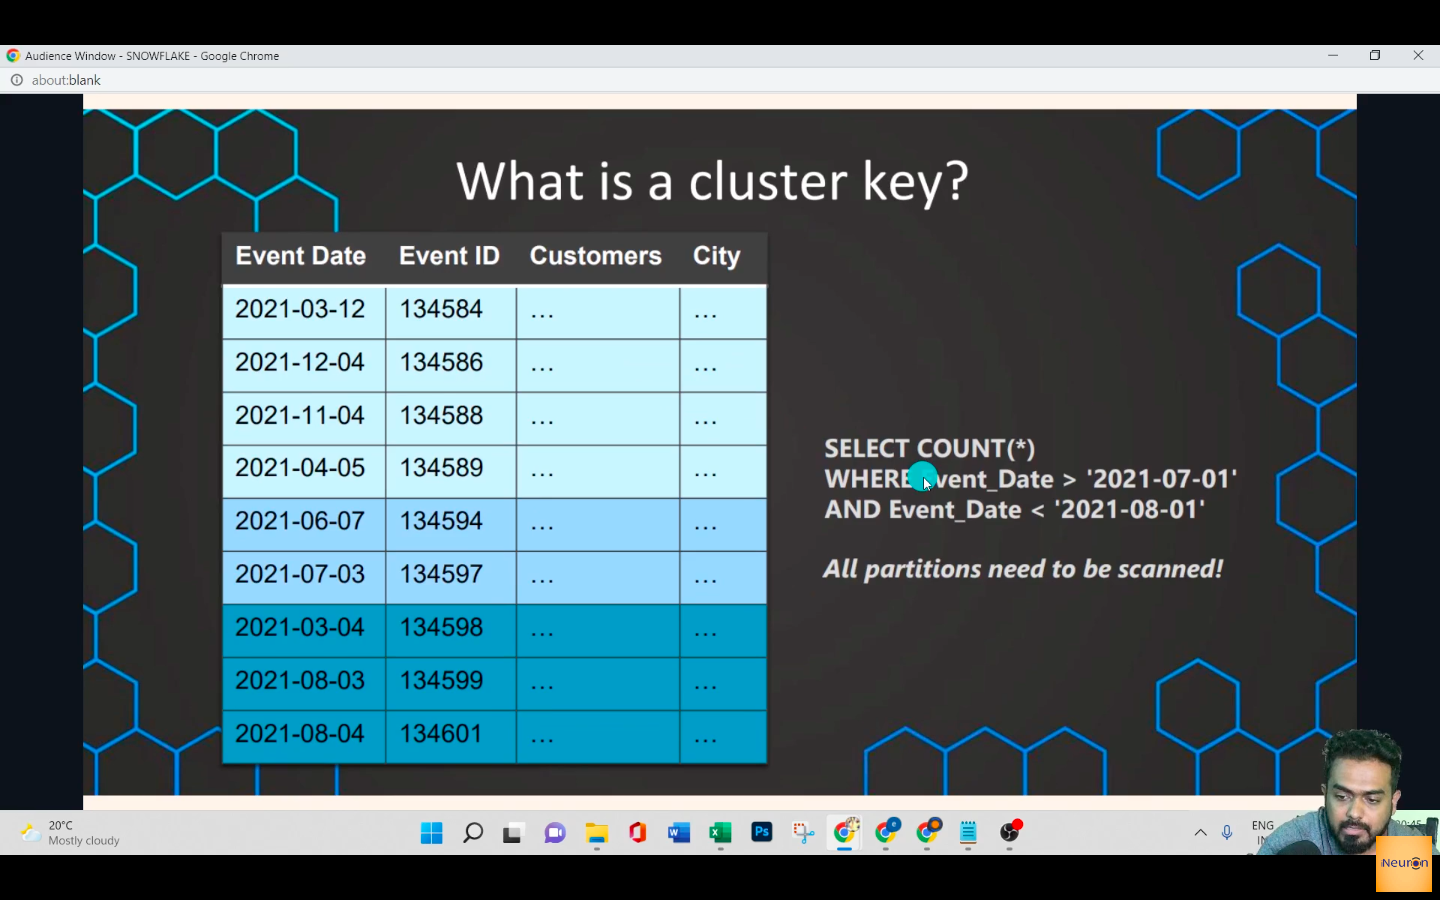 Audience Window - SNOWFLAKE - Google Chrome
about:blank
What is a cluster key?
Event Date Event ID Customers City
2021-03-12 134584 ... ...
2021-12-04 134586 ... ...
2021-11-04 134588 ... ...
2021-04-05 134589 ... ...
2021-06-07 134594 ... ...
2021-07-03 134597 ... ...
2021-03-04 134598 ... ...
2021-08-03 134599 ... ...
2021-08-04 134601 ... ...
SELECT COUNT(*)
WHERE Event_Date > '2021-07-01'
AND Event_Date < '2021-08-01'
All partitions need to be scanned!
20°C
Mostly cloudy
Ps
ENG
Neuron